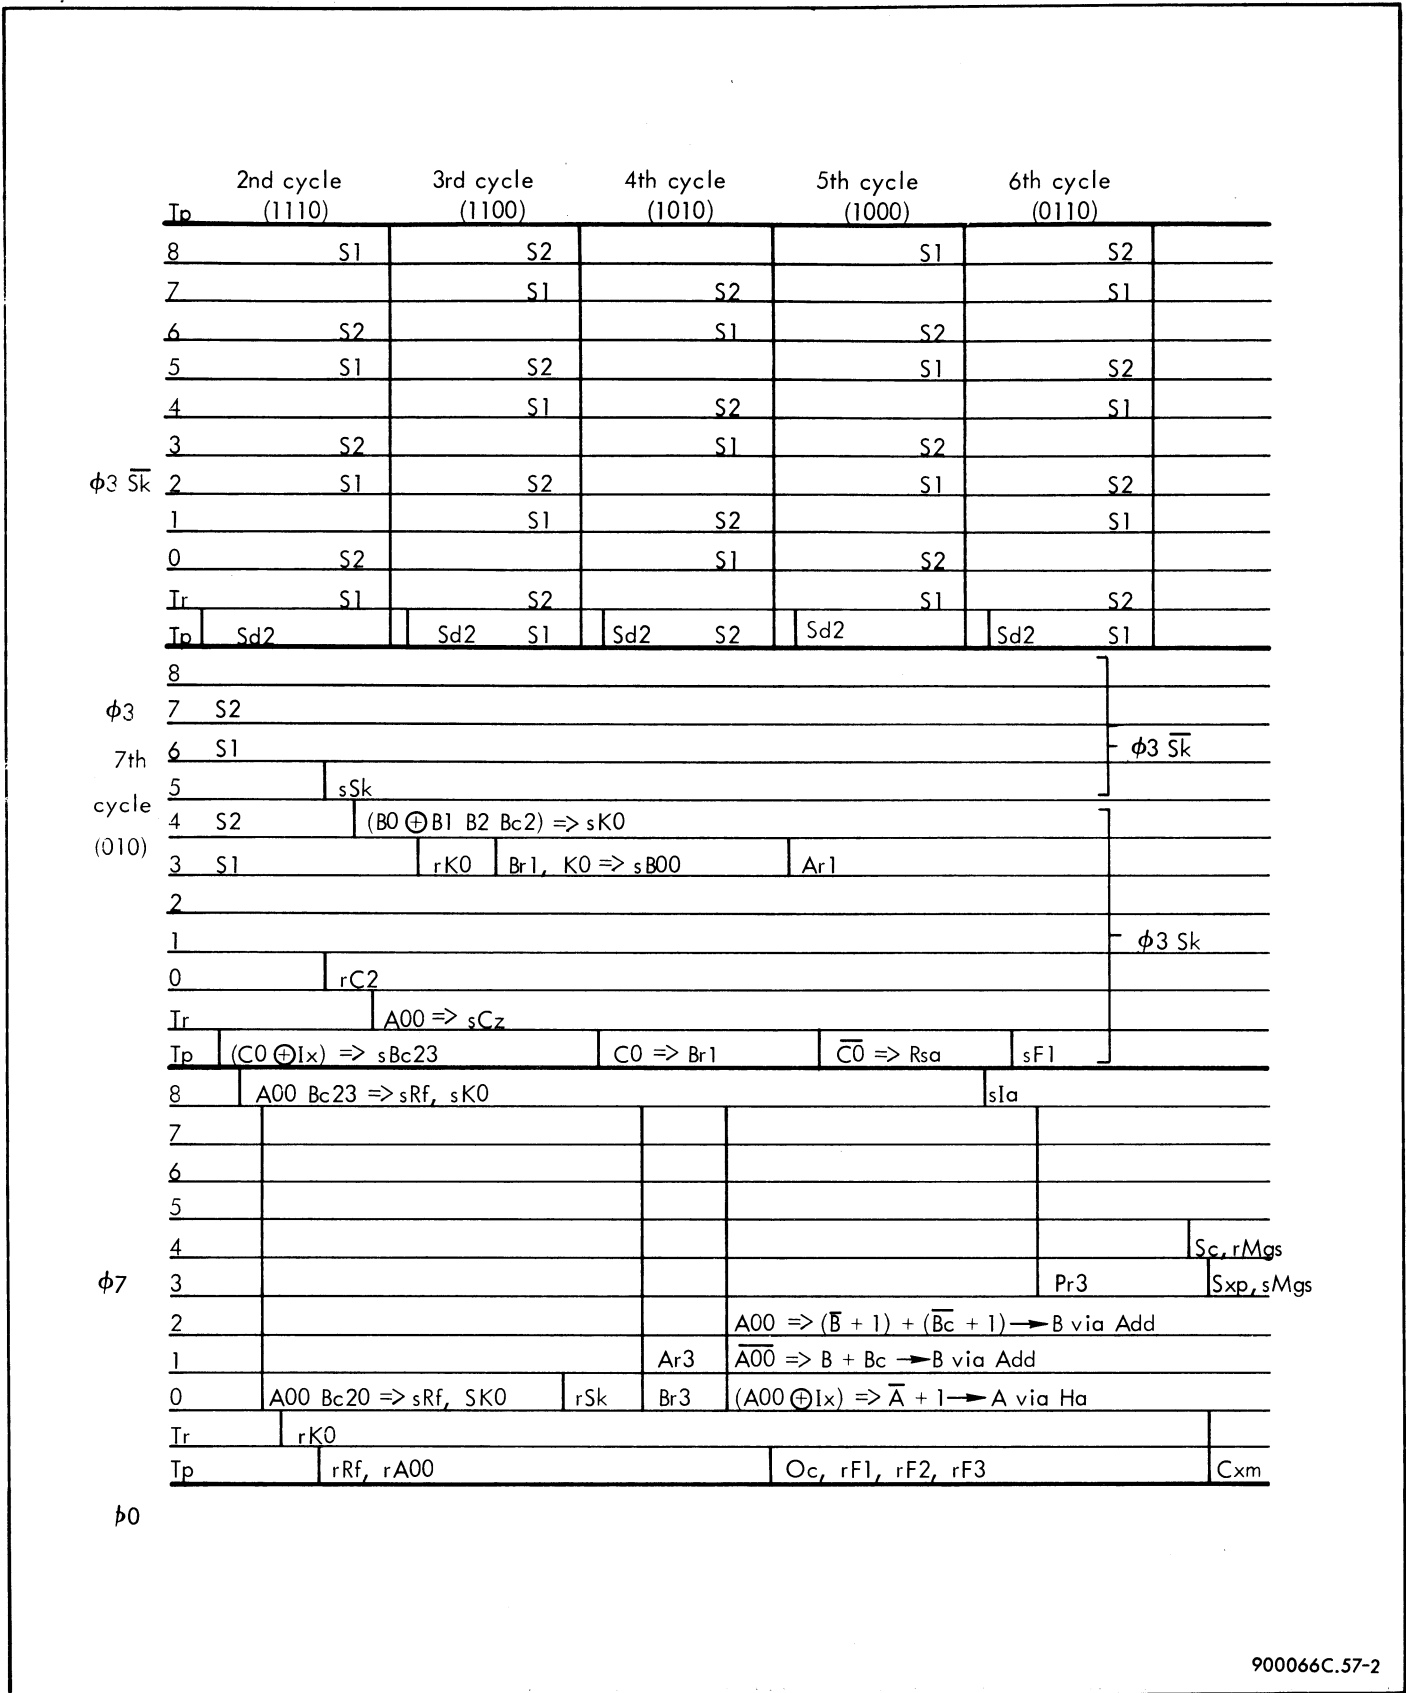 2nd cycle 3rd cycle 4th cycle 5th cycle 6th cycle
Tp (1110) (1100) (1010) (1000) (0110)
8 S1 S2 S1 S2
7 S1 S2 S1
6 S2 S1 S2
5 S1 S2 S1 S2
4 S1 S2 S1
3 S2 S1 S2
ϕ3 S̅k̅ 2 S1 S2 S1 S2
1 S1 S2 S1
0 S2 S1 S2
Tr S1 S2 S1 S2
Tp Sd2 Sd2 S1 Sd2 S2 Sd2 Sd2 S1
8
ϕ3 7 S2
7th 6 S1 ϕ3 S̅k̅
5 sSk
cycle
4 S2 (B0 ⊕ B1 B2 Bc2) => sK0
(010)
3 S1 rK0 Br1, K0 => sB00 Ar1
2
1 ϕ3 Sk
0 rC2
Tr A00 => sCz
Tp (C0 ⊕ Ix) => sBc23 C0 => Br1 C̅0̅ => Rsa sF1
8 A00 Bc23 => sRf, sK0 sIa
7
6
5
4 Sc, rMgs
ϕ7 3 Pr3 Sxp, sMgs
2 A00 => (B̅ + 1) + (B̅c̅ + 1) → B via Add
1 Ar3 A̅0̅0̅ => B + Bc → B via Add
0 A00 Bc20 => sRf, SK0 rSk Br3 (A00 ⊕ Ix) => A̅ + 1 → A via Ha
Tr rK0
Tp rRf, rA00 Oc, rF1, rF2, rF3 Cxm
ϕ0
900066C.57-2